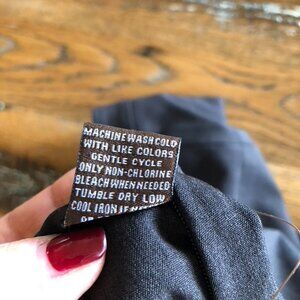 MACHINE WASH COLD
WITH LIKE COLORS
GENTLE CYCLE
ONLY NON-CHLORINE
BLEACH WHEN NEEDED
TUMBLE DRY LOW
COOL IRON IF
OR